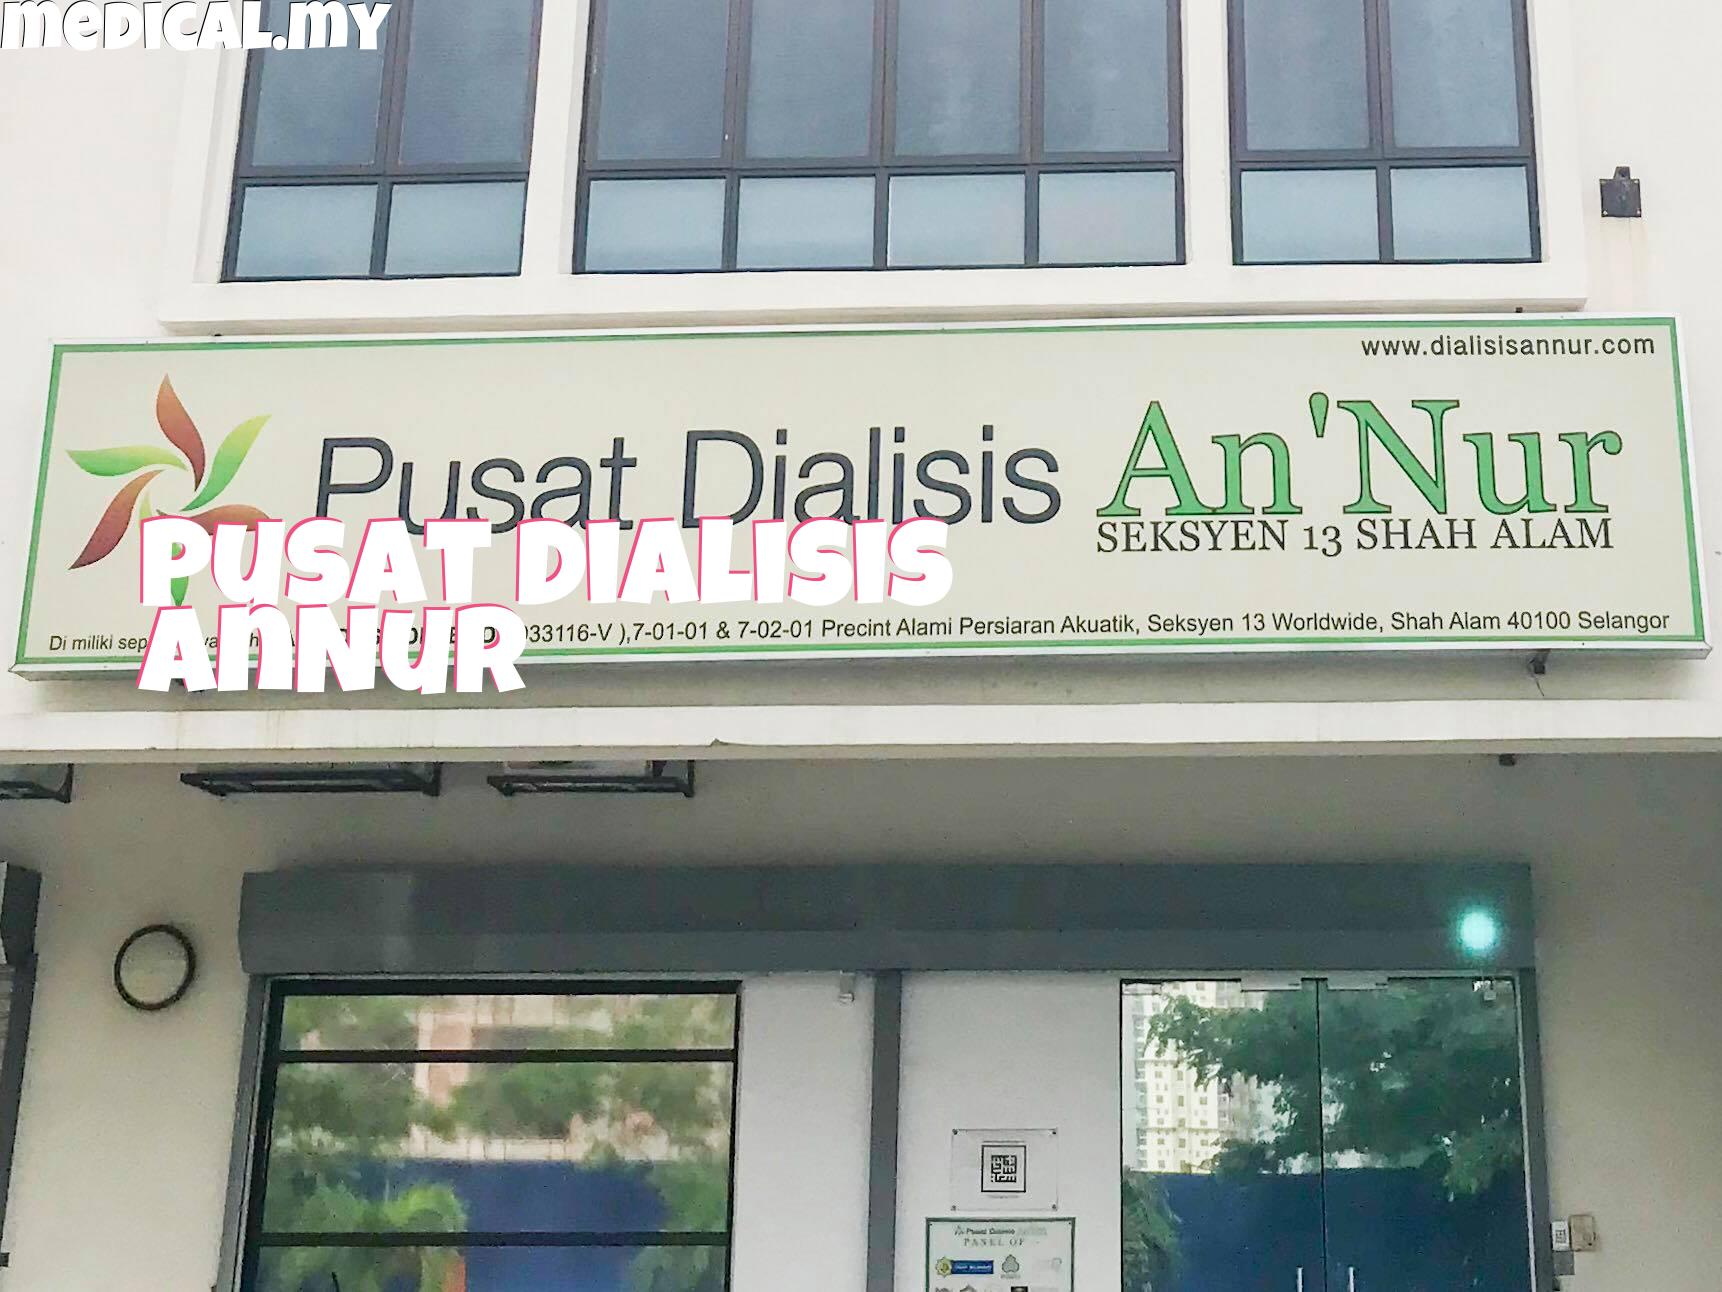 MEDICAL.MY
www.dialisisannur.com
Pusat Dialisis An'Nur
SEKSYEN 13 SHAH ALAM
PUSAT DIALISIS
ANNUR
Di miliki 033116-V ),7-01-01 & 7-02-01 Precint Alami Persiaran Akuatik, Seksyen 13 Worldwide, Shah Alam 40100 Selangor
Pusat Dialisis
PANEL OF